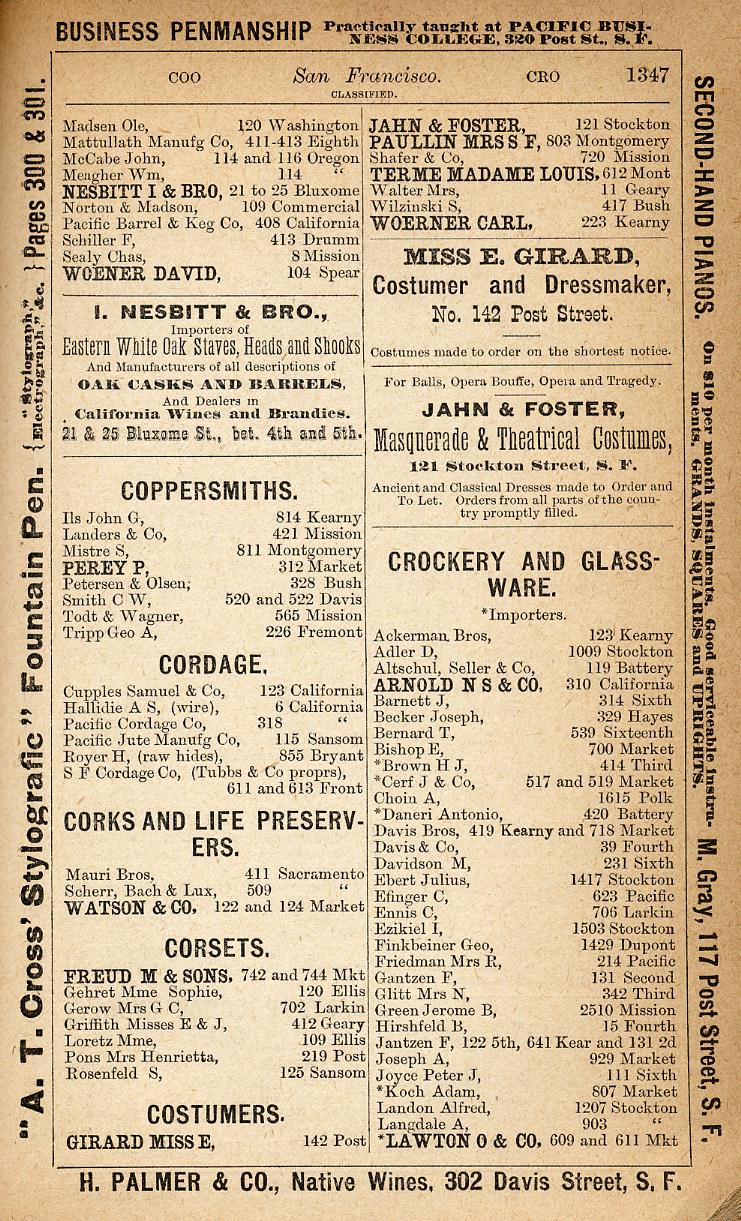 BUSINESS PENMANSHIP Practically taught at PACIFIC BUSI-
NESS COLLEGE, 320 Post St., S. F.
COO San Francisco. CRO 1347
CLASSIFIED.
Madsen Ole, 120 Washington
Mattullath Manufg Co, 411-413 Eighth
McCabe John, 114 and 116 Oregon
Meagher Wm, 114 "
NESBITT I & BRO, 21 to 25 Bluxome
Norton & Madson, 109 Commercial
Pacific Barrel & Keg Co, 408 California
Schiller F, 413 Drumm
Sealy Chas, 8 Mission
WOENER DAVID, 104 Spear
I. NESBITT & BRO.,
Importers of
Eastern White Oak Staves, Heads and Shooks
And Manufacturers of all descriptions of
OAK CASKS AND BARRELS,
And Dealers in
California Wines and Brandies.
21 & 25 Bluxome St., bet. 4th and 5th.
COPPERSMITHS.
Ils John G, 814 Kearny
Landers & Co, 421 Mission
Mistre S, 811 Montgomery
PEREY P, 312 Market
Petersen & Olsen, 328 Bush
Smith C W, 520 and 522 Davis
Todt & Wagner, 565 Mission
Tripp Geo A, 226 Fremont
CORDAGE,
Cupples Samuel & Co, 123 California
Hallidie A S, (wire), 6 California
Pacific Cordage Co, 318 "
Pacific Jute Manufg Co, 115 Sansom
Royer H, (raw hides), 855 Bryant
S F Cordage Co, (Tubbs & Co proprs),
611 and 613 Front
CORKS AND LIFE PRESERV-
ERS.
Mauri Bros, 411 Sacramento
Scherr, Bach & Lux, 509 "
WATSON & CO, 122 and 124 Market
CORSETS.
FREUD M & SONS, 742 and 744 Mkt
Gehret Mme Sophie, 120 Ellis
Gerow Mrs G C, 702 Larkin
Griffith Misses E & J, 412 Geary
Loretz Mme, 109 Ellis
Pons Mrs Henrietta, 219 Post
Rosenfeld S, 125 Sansom
COSTUMERS.
GIRARD MISS E, 142 Post
JAHN & FOSTER, 121 Stockton
PAULLIN MRS S F, 803 Montgomery
Shafer & Co, 720 Mission
TERME MADAME LOUIS, 612 Mont
Walter Mrs, 11 Geary
Wilzinski S, 417 Bush
WOERNER CARL, 223 Kearny
MISS E. GIRARD,
Costumer and Dressmaker,
No. 142 Post Street.
Costumes made to order on the shortest notice.
For Balls, Opera Bouffe, Opera and Tragedy.
JAHN & FOSTER,
Masquerade & Theatrical Costumes,
121 Stockton Street, S. F.
Ancient and Classical Dresses made to Order and
To Let. Orders from all parts of the coun-
try promptly filled.
CROCKERY AND GLASS-
WARE.
*Importers.
Ackerman Bros, 123 Kearny
Adler D, 1009 Stockton
Altschul, Seller & Co, 119 Battery
ARNOLD N S & CO, 310 California
Barnett J, 314 Sixth
Becker Joseph, 329 Hayes
Bernard T, 539 Sixteenth
Bishop E, 700 Market
*Brown H J, 414 Third
*Cerf J & Co, 517 and 519 Market
Choin A, 1615 Polk
*Daneri Antonio, 420 Battery
Davis Bros, 419 Kearny and 718 Market
Davis & Co, 39 Fourth
Davidson M, 231 Sixth
Ebert Julius, 1417 Stockton
Efinger C, 623 Pacific
Ennis C, 706 Larkin
Ezikiel I, 1503 Stockton
Finkbeiner Geo, 1429 Dupont
Friedman Mrs R, 214 Pacific
Gantzen F, 131 Second
Glitt Mrs N, 342 Third
Green Jerome B, 2510 Mission
Hirshfeld B, 15 Fourth
Jantzen F, 122 5th, 641 Kear and 131 2d
Joseph A, 929 Market
Joyce Peter J, 111 Sixth
*Koch Adam, 807 Market
Landon Alfred, 1207 Stockton
Langdale A, 903 "
*LAWTON O & CO, 609 and 611 Mkt
"A. T. Cross' Stylografic" Fountain Pen. { "Stylograph," Electrograph," &c. } Pages 300 & 301.
SECOND-HAND PIANOS. On $10 per month instalments. Good serviceable instru-
ments. GRANDS, SQUARES and UPRIGHTS. M. Gray, 117 Post Street, S. F.
H. PALMER & CO., Native Wines, 302 Davis Street, S. F.